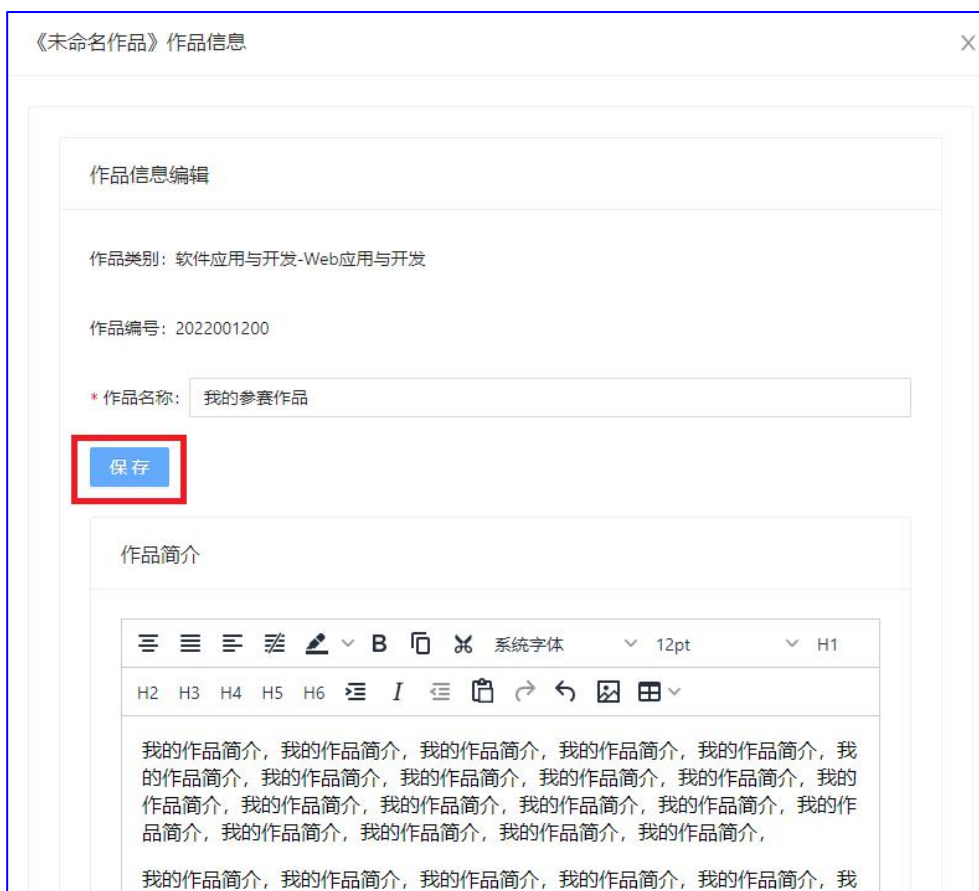 《未命名作品》作品信息
作品信息编辑
作品类别：软件应用与开发-Web应用与开发
作品编号：2022001200
* 作品名称： 我的参赛作品
保存
作品简介
B 系统字体 12pt H1
H2 H3 H4 H5 H6 I
我的作品简介，我的作品简介，我的作品简介，我的作品简介，我的作品简介，我
的作品简介，我的作品简介，我的作品简介，我的作品简介，我的作品简介，我的
作品简介，我的作品简介，我的作品简介，我的作品简介，我的作品简介，我的作
品简介，我的作品简介，我的作品简介，我的作品简介，我的作品简介，
我的作品简介，我的作品简介，我的作品简介，我的作品简介，我的作品简介，我